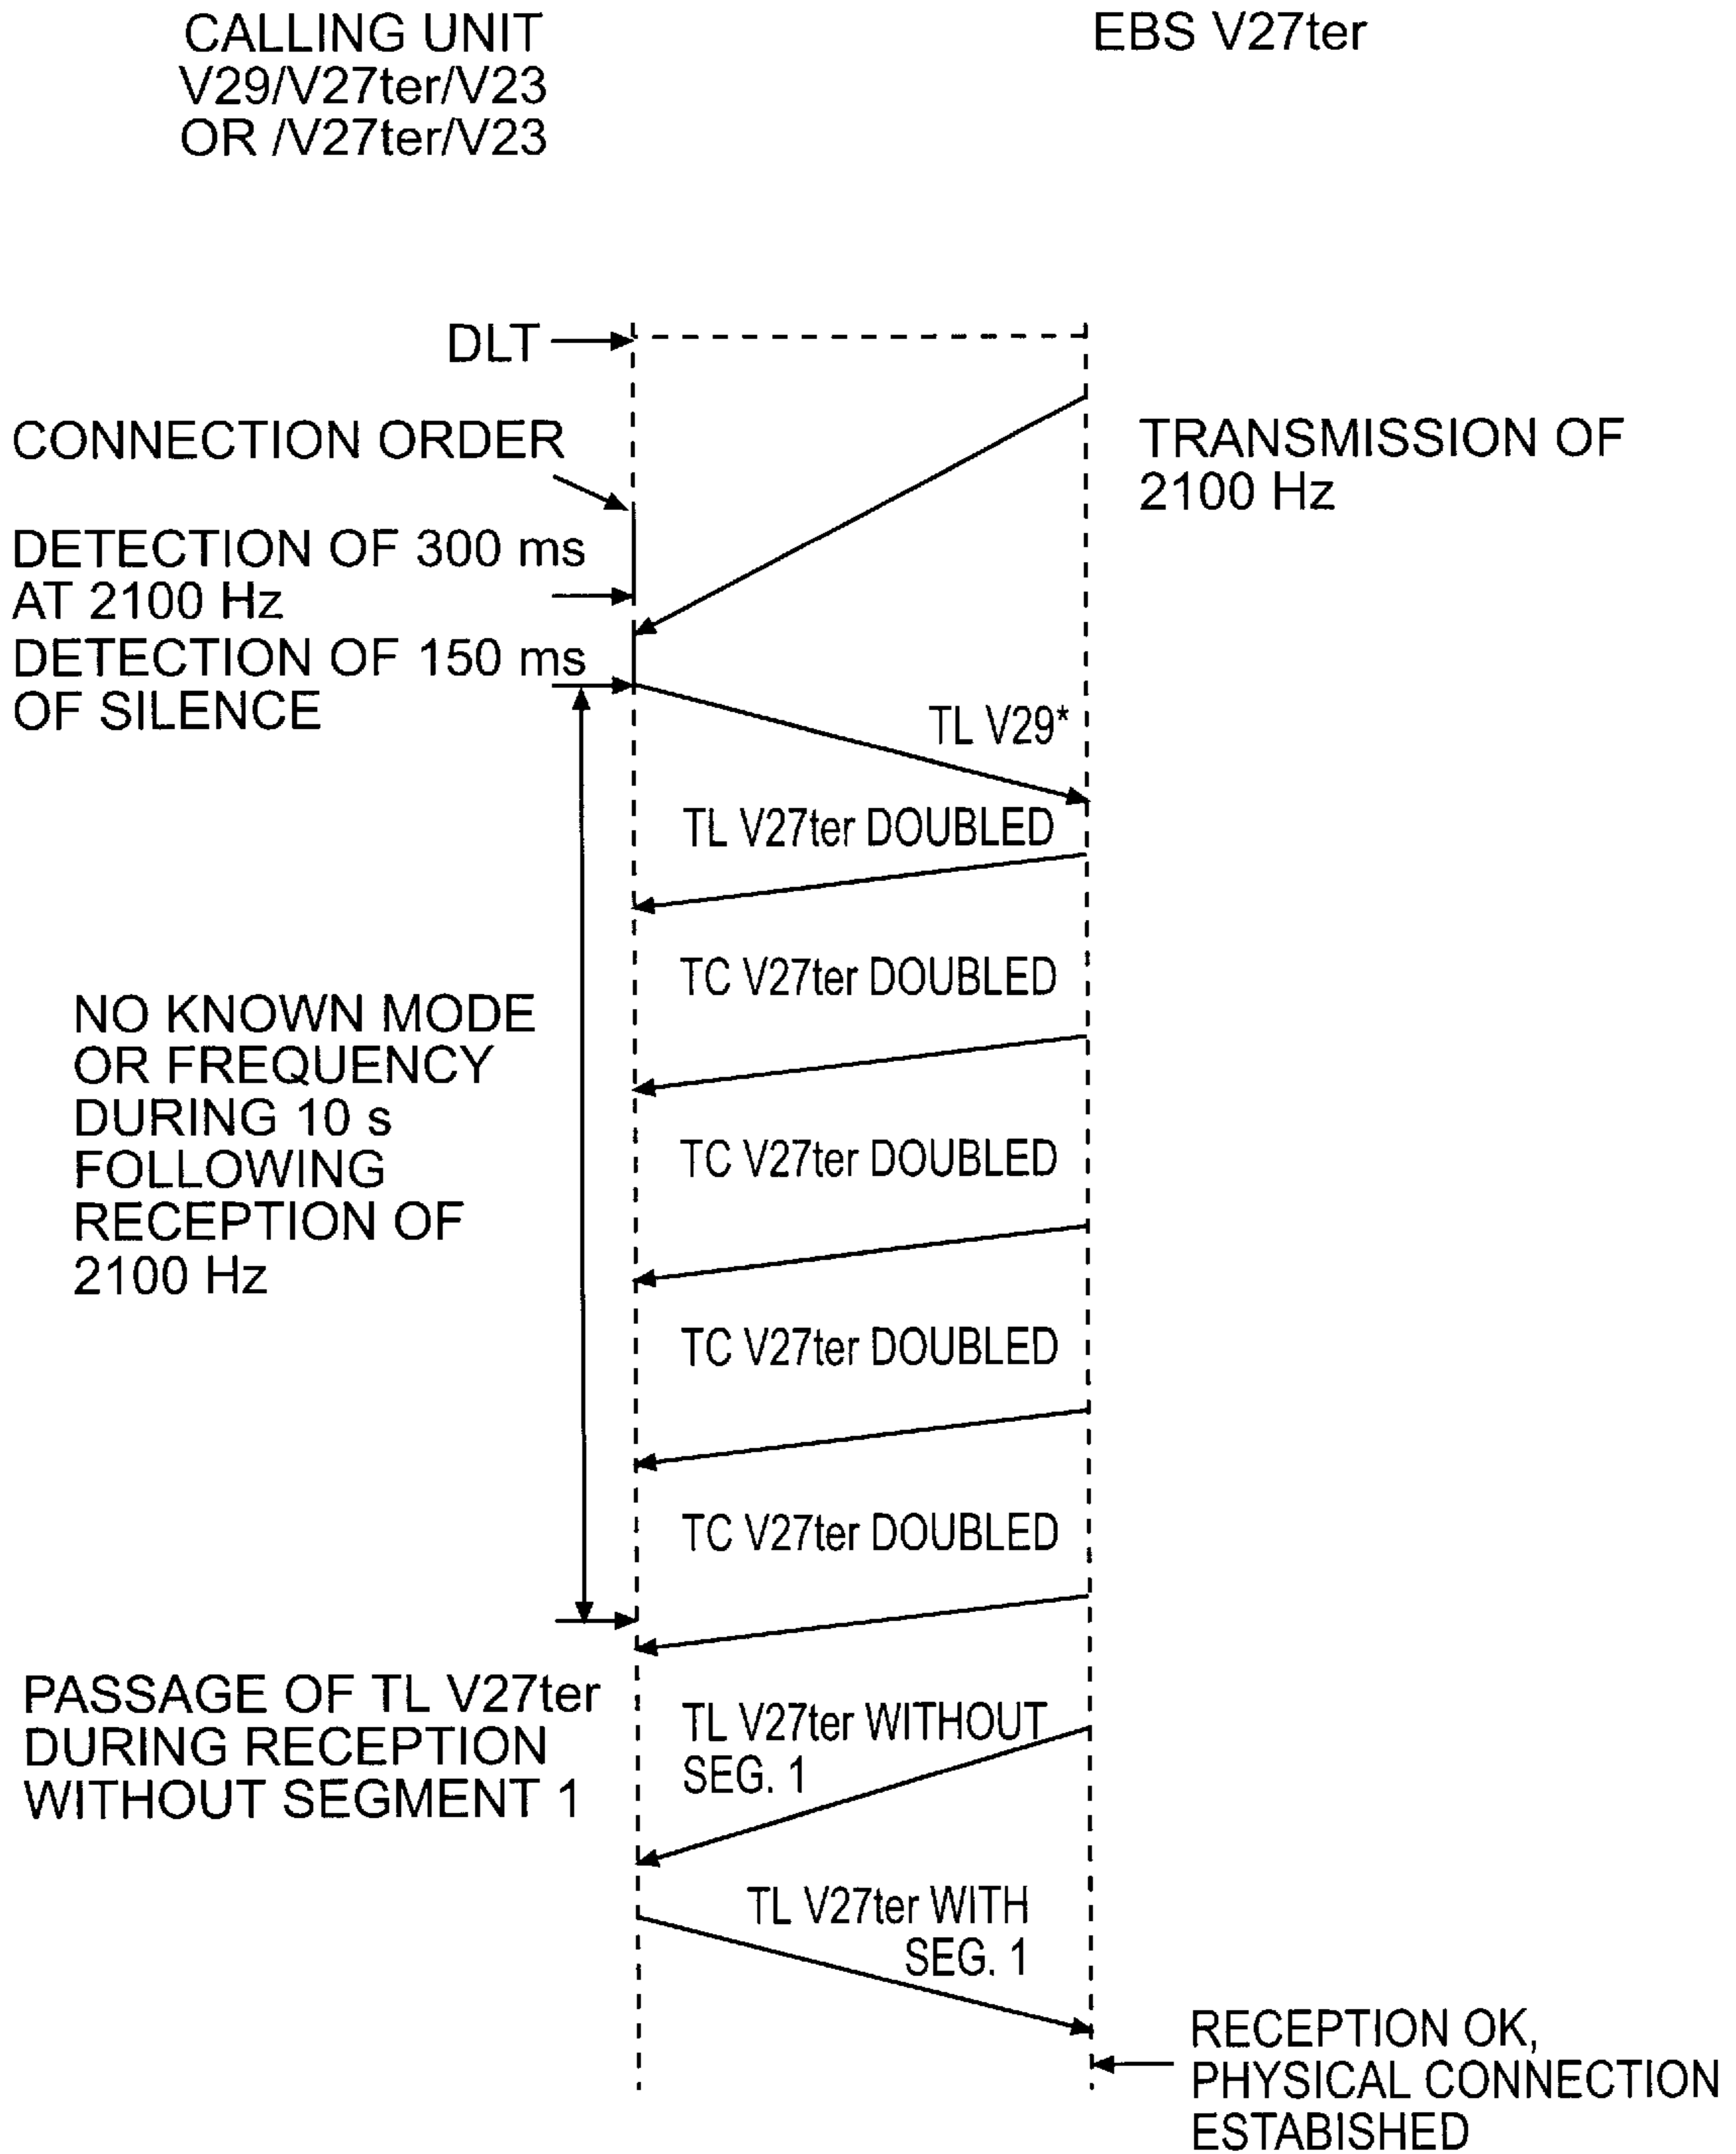 CALLING UNIT
V29/V27ter/V23
OR /V27ter/V23
EBS V27ter
DLT
CONNECTION ORDER
TRANSMISSION OF
2100 Hz
DETECTION OF 300 ms
AT 2100 Hz
DETECTION OF 150 ms
OF SILENCE
TL V29*
TL V27ter DOUBLED
TC V27ter DOUBLED
NO KNOWN MODE
OR FREQUENCY
DURING 10 s
FOLLOWING
RECEPTION OF
2100 Hz
TC V27ter DOUBLED
TC V27ter DOUBLED
TC V27ter DOUBLED
PASSAGE OF TL V27ter
DURING RECEPTION
WITHOUT SEGMENT 1
TL V27ter WITHOUT
SEG. 1
TL V27ter WITH
SEG. 1
RECEPTION OK,
PHYSICAL CONNECTION
ESTABISHED